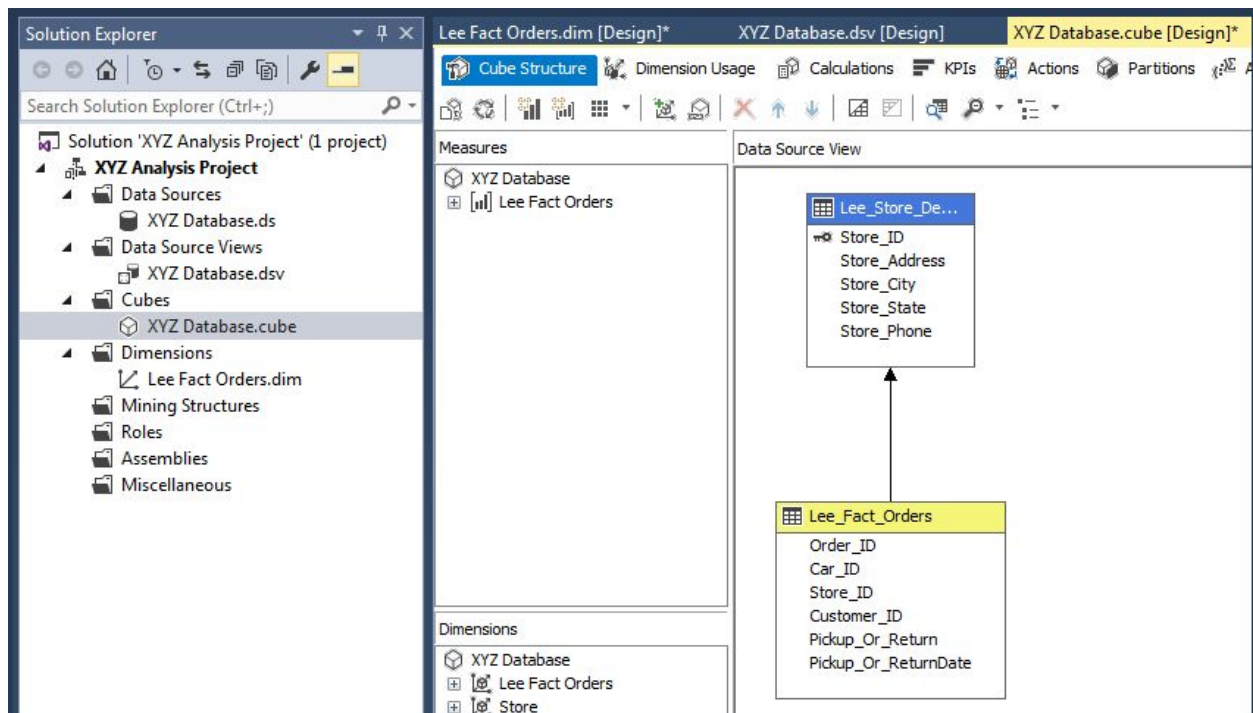 Solution Explorer
Search Solution Explorer (Ctrl+;)
Solution 'XYZ Analysis Project' (1 project)
XYZ Analysis Project
Data Sources
XYZ Database.ds
Data Source Views
XYZ Database.dsv
Cubes
XYZ Database.cube
Dimensions
Lee Fact Orders.dim
Mining Structures
Roles
Assemblies
Miscellaneous
Lee Fact Orders.dim [Design]* XYZ Database.dsv [Design] XYZ Database.cube [Design]*
Cube Structure Dimension Usage Calculations KPIs Actions Partitions A
Measures
XYZ Database
Lee Fact Orders
Dimensions
XYZ Database
Lee Fact Orders
Store
Data Source View
Lee_Store_De...
Store_ID
Store_Address
Store_City
Store_State
Store_Phone
Lee_Fact_Orders
Order_ID
Car_ID
Store_ID
Customer_ID
Pickup_Or_Return
Pickup_Or_ReturnDate